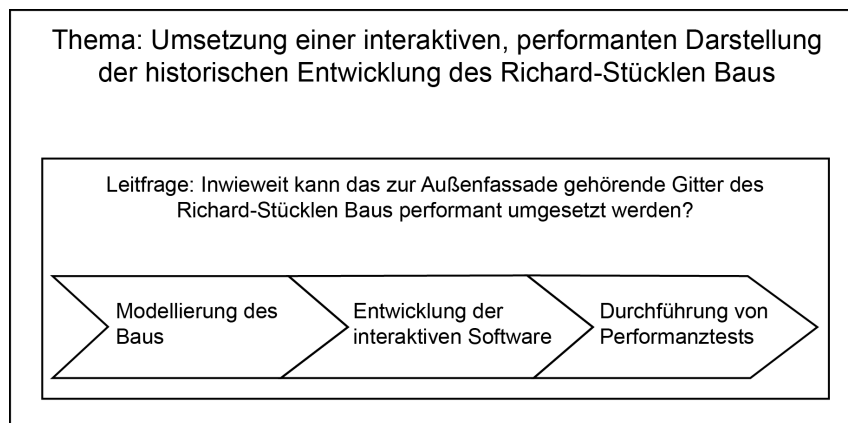 Thema: Umsetzung einer interaktiven, performanten Darstellung
der historischen Entwicklung des Richard-Stücklen Baus
Leitfrage: Inwieweit kann das zur Außenfassade gehörende Gitter des
Richard-Stücklen Baus performant umgesetzt werden?
Modellierung des
Baus
Entwicklung der
interaktiven Software
Durchführung von
Performanztests